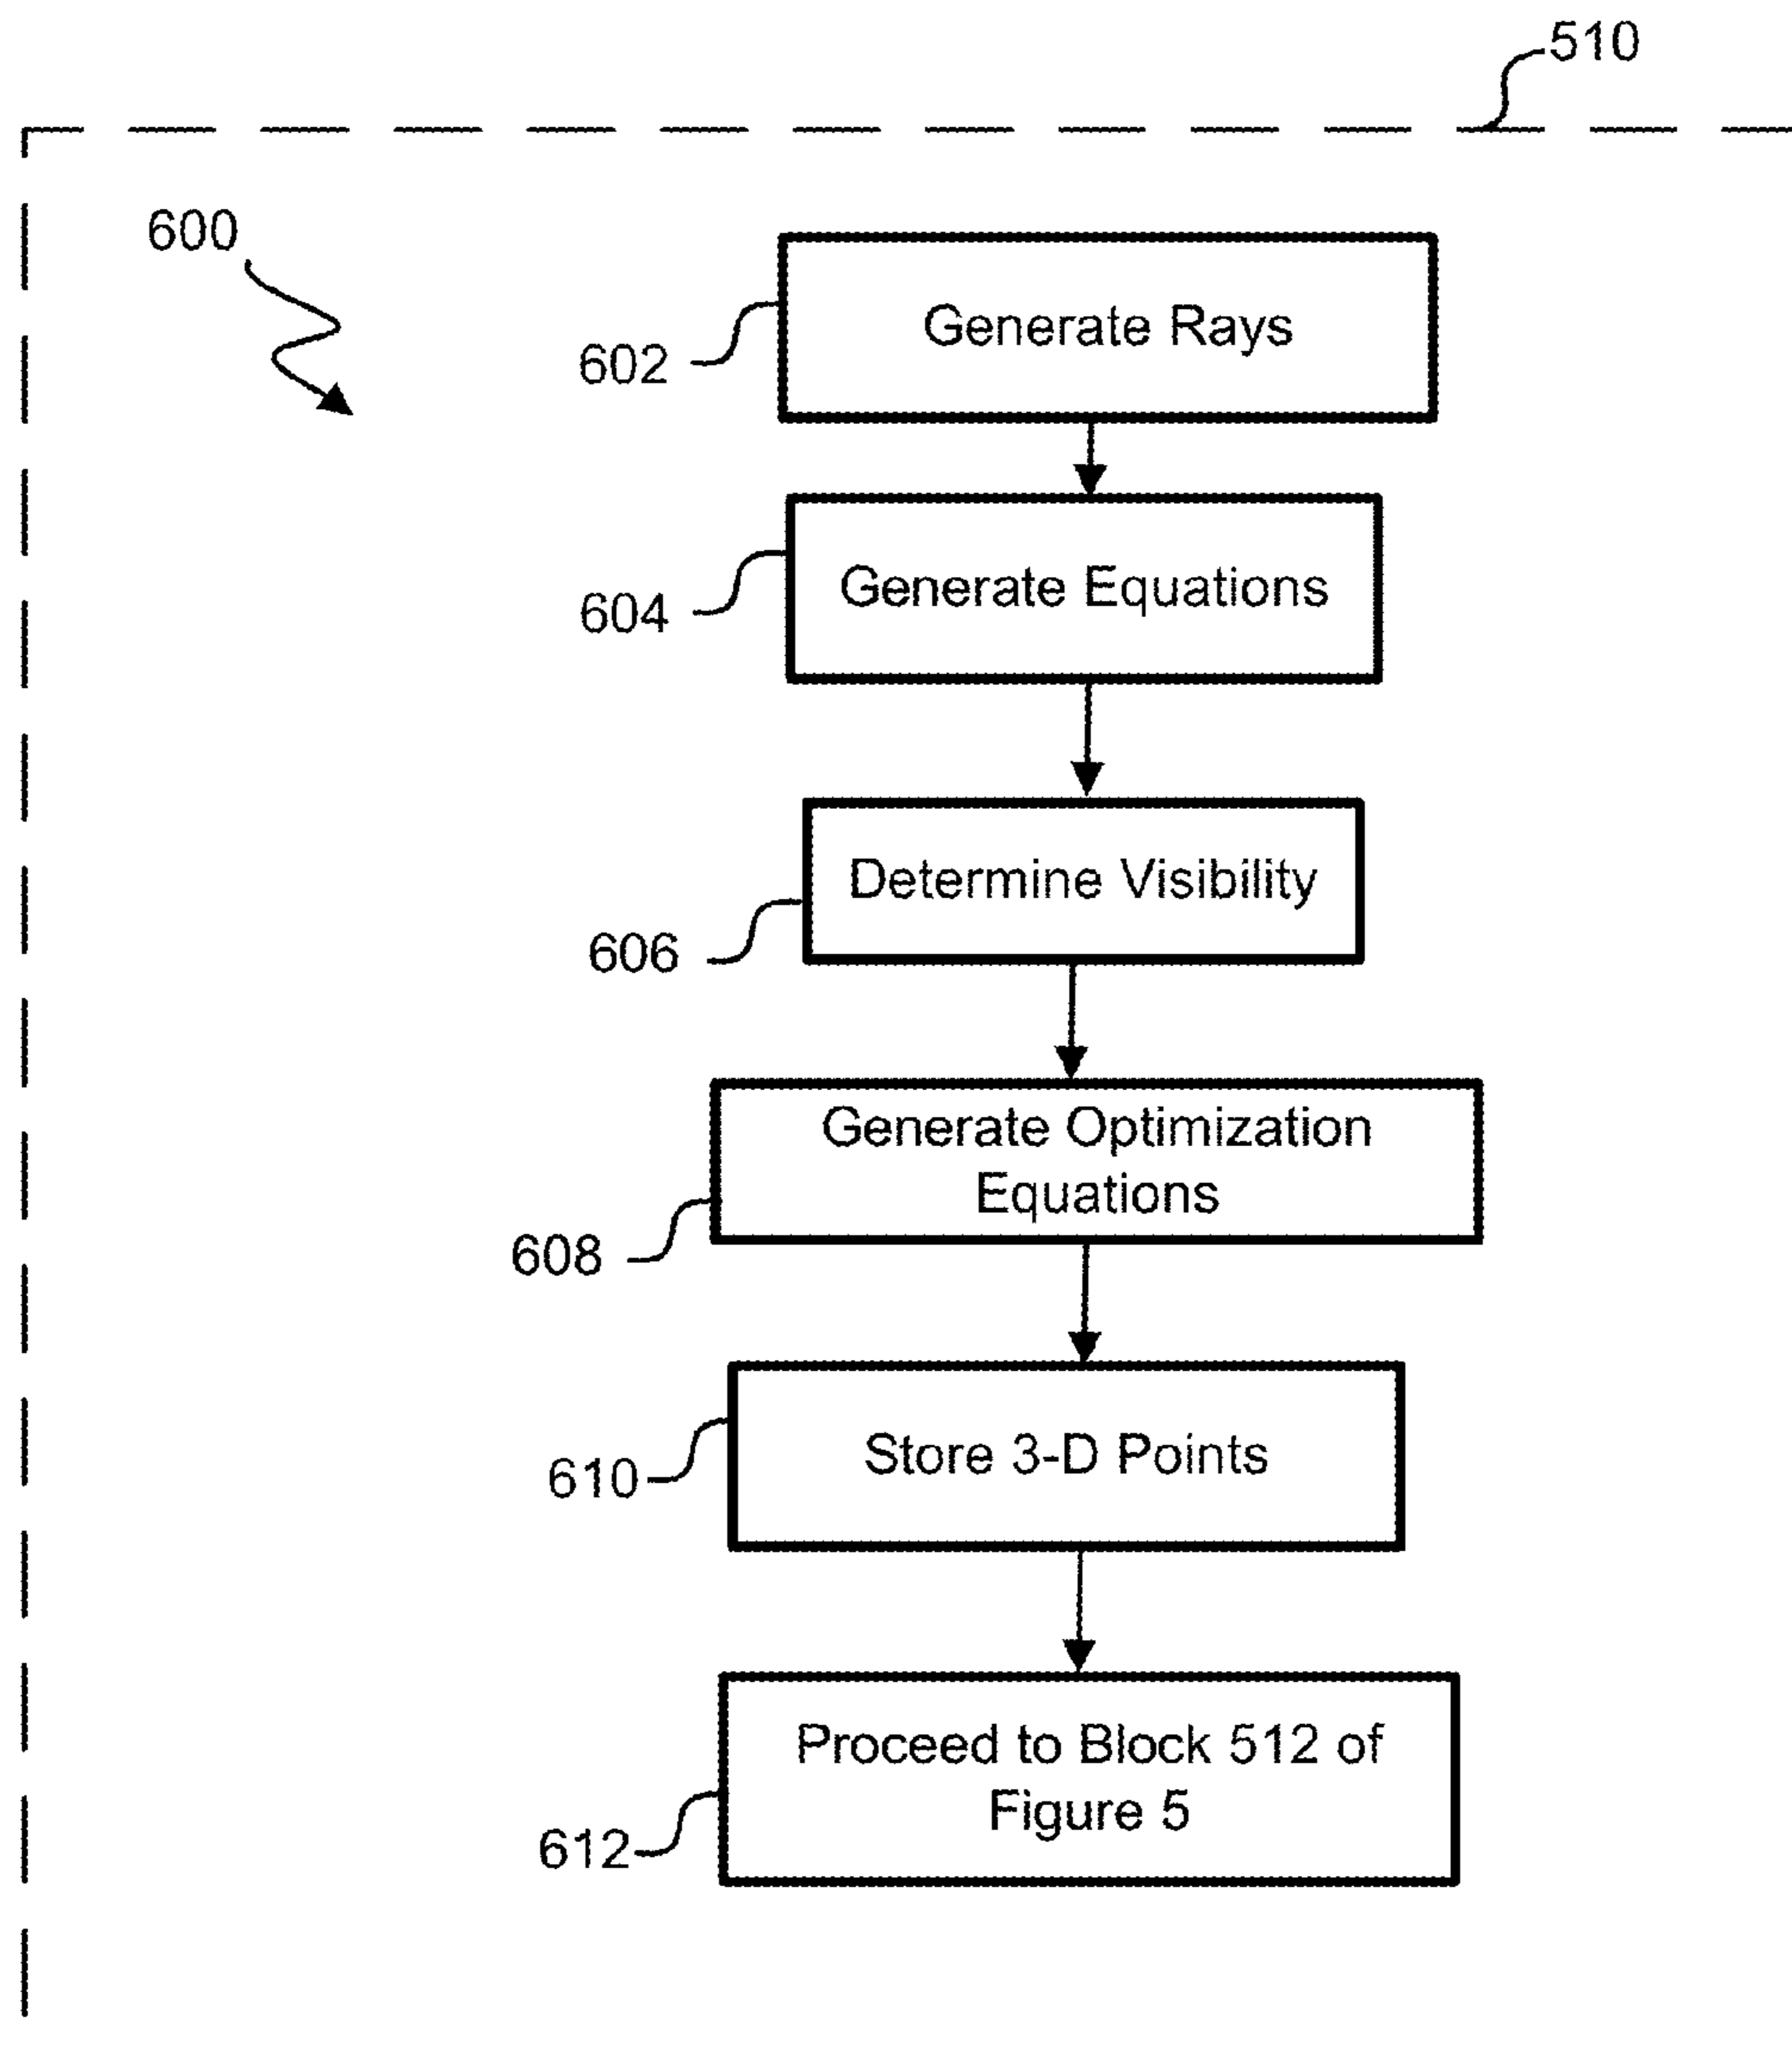 510
600
Generate Rays
602
Generate Equations
604
Determine Visibility
606
Generate Optimization
Equations
608
Store 3-D Points
610
Proceed to Block 512 of
Figure 5
612